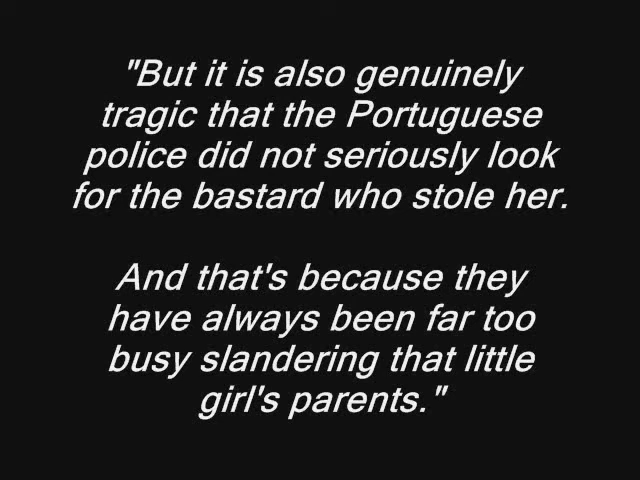 "But it is also genuinely
tragic that the Portuguese
police did not seriously look
for the bastard who stole her.
And that's because they
have always been far too
busy slandering that little
girl's parents."